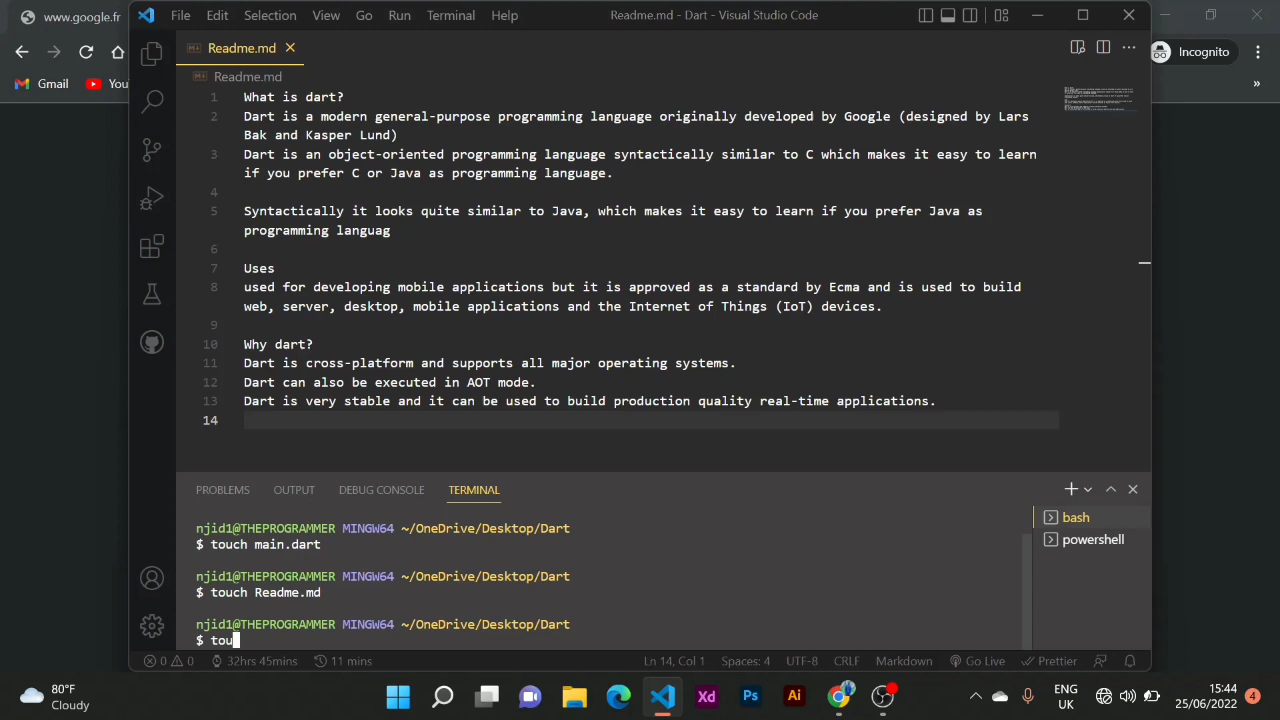 www.google.fr
File Edit Selection View Go Run Terminal Help
Readme.md - Dart - Visual Studio Code
Incognito
Gmail
You
Readme.md
Readme.md
1 What is dart?
2 Dart is a modern purpose programming language originally developed by Google (designed by Lars
Bak and Kasper Lund)
3 Dart is an object-oriented programming language syntactically similar to C which makes it easy to learn
if you prefer C or Java as programming language.
4
5 Syntactically it looks quite similar to Java, which makes it easy to learn if you prefer Java as
programming languag
6
7 Uses
8 used for developing mobile applications but it is approved as a standard by Ecma and is used to build
web, server, desktop, mobile applications and the Internet of Things (IoT) devices.
9
10 Why dart?
11 Dart is cross-platform and supports all major operating systems.
12 Dart can also be executed in AOT mode.
13 Dart is very stable and it can be used to build production quality real-time applications.
14
PROBLEMS OUTPUT DEBUG CONSOLE TERMINAL
bash
powershell
njid1@THEPROGRAMMER MINGW64 ~/OneDrive/Desktop/Dart
$ touch main.dart
njid1@THEPROGRAMMER MINGW64 ~/OneDrive/Desktop/Dart
$ touch Readme.md
njid1@THEPROGRAMMER MINGW64 ~/OneDrive/Desktop/Dart
$ tou
0 0 32hrs 45mins 11 mins Ln 14, Col 1 Spaces: 4 UTF-8 CRLF Markdown Go Live Prettier
80°F
Cloudy
Xd Ps Ai
ENG
UK
15:44
25/06/2022
4